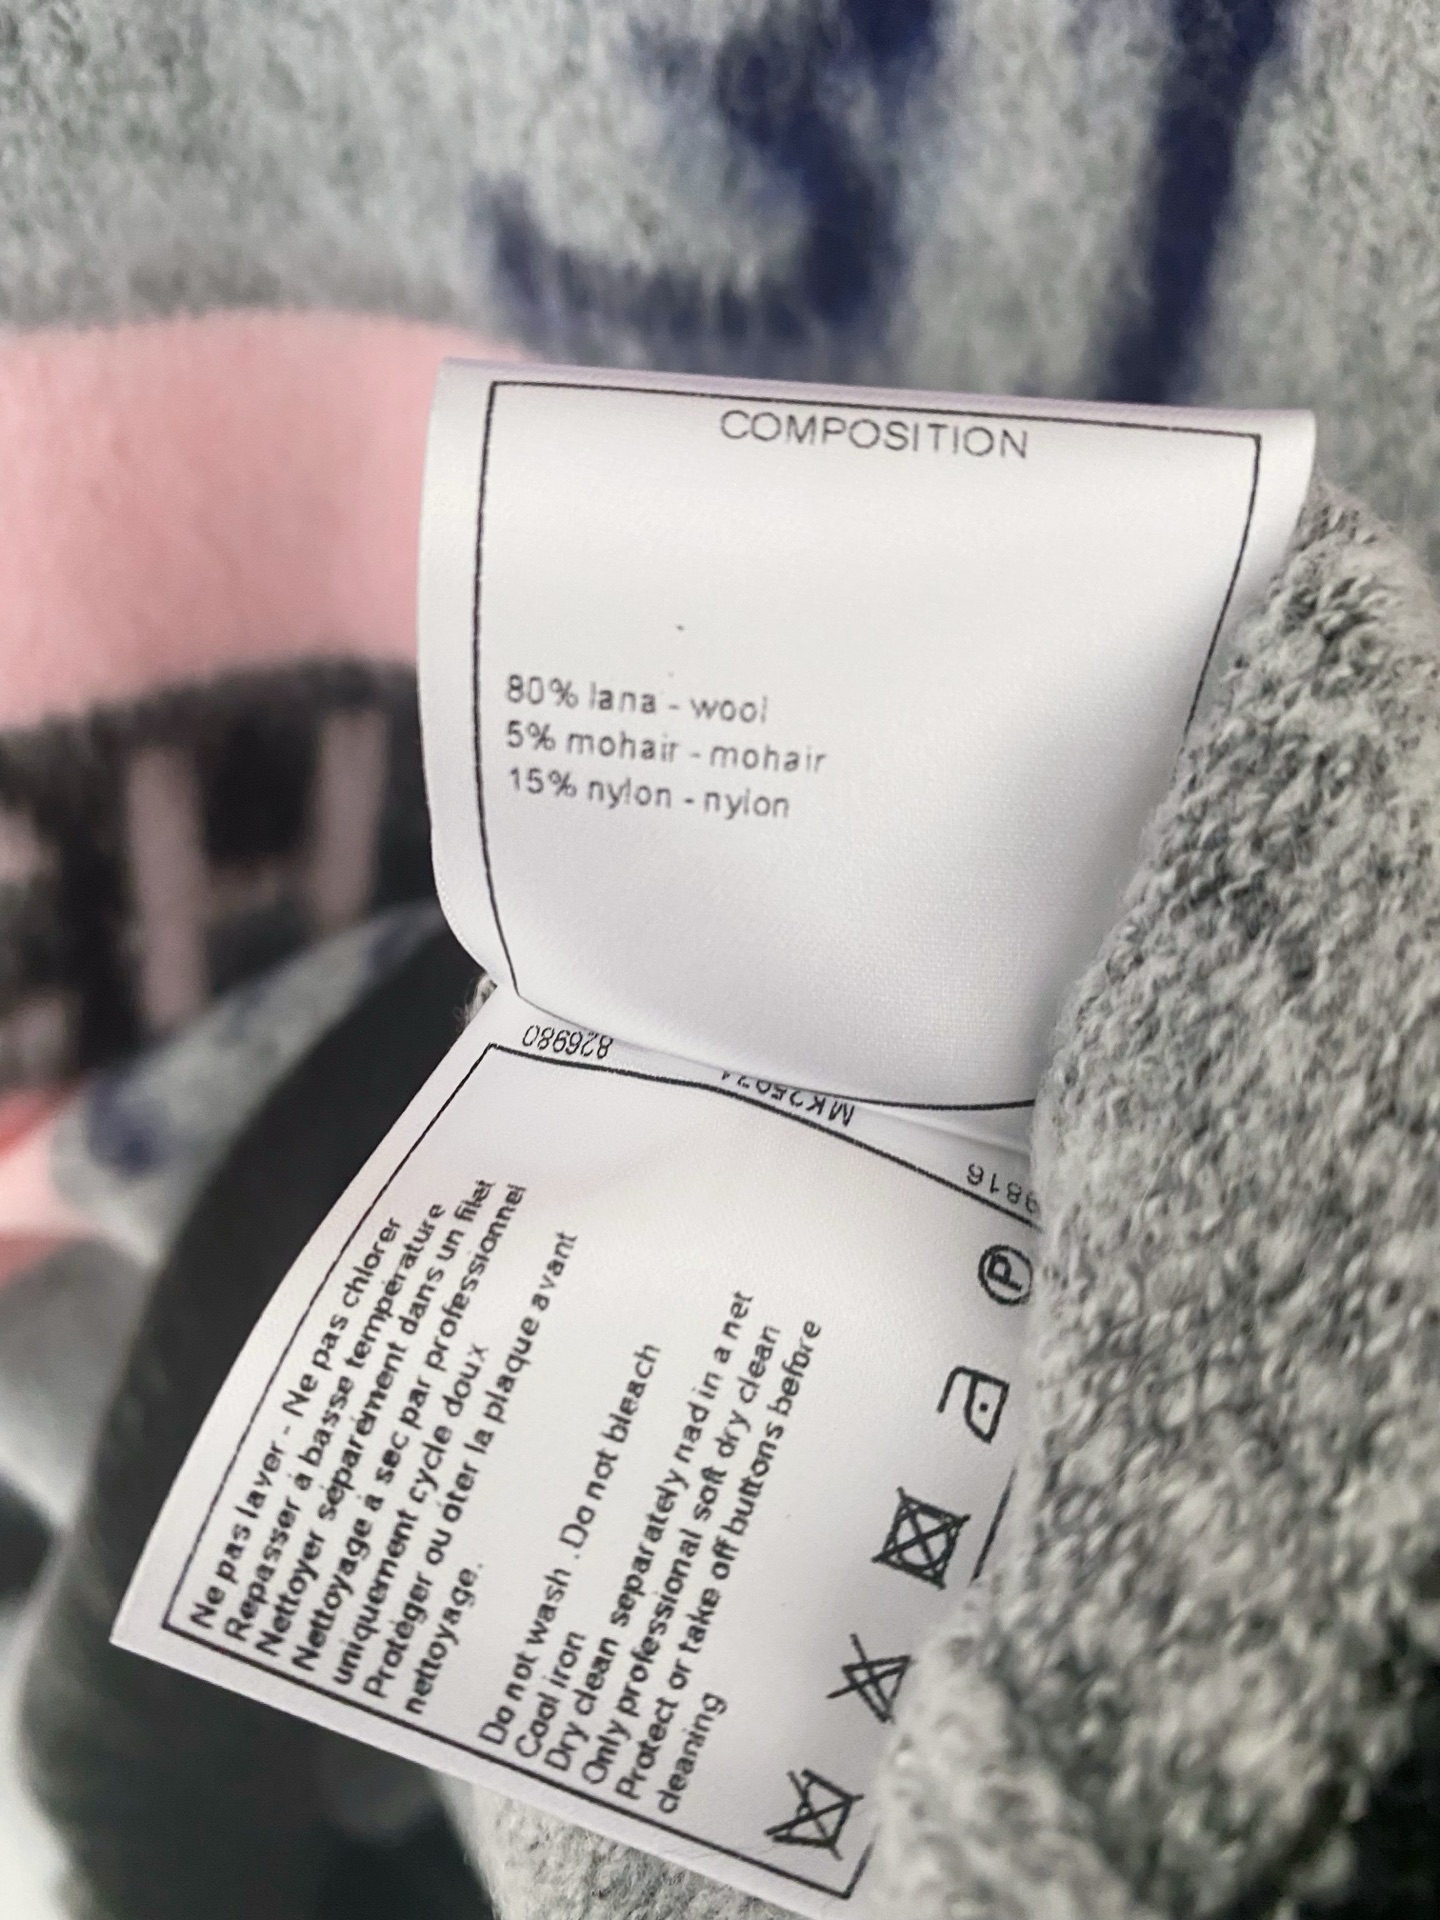 COMPOSITION
80% lana - wool
5% mohair - mohair
15% nylon - nylon
826980
MK25021
9816
Ne pas laver - Ne pas chlorer
Repasser á basse température
Nettoyer séparément dans un filet
Nettoyage á sec par professionnel
uniquement cycle doux
Protéger ou óter la plaque avant
nettoyage.
Do not wash .Do not bleach
Cool iron
Dry clean separately nad in a net
Only professional soft dry clean
Protect or take off buttons before
cleaning
P